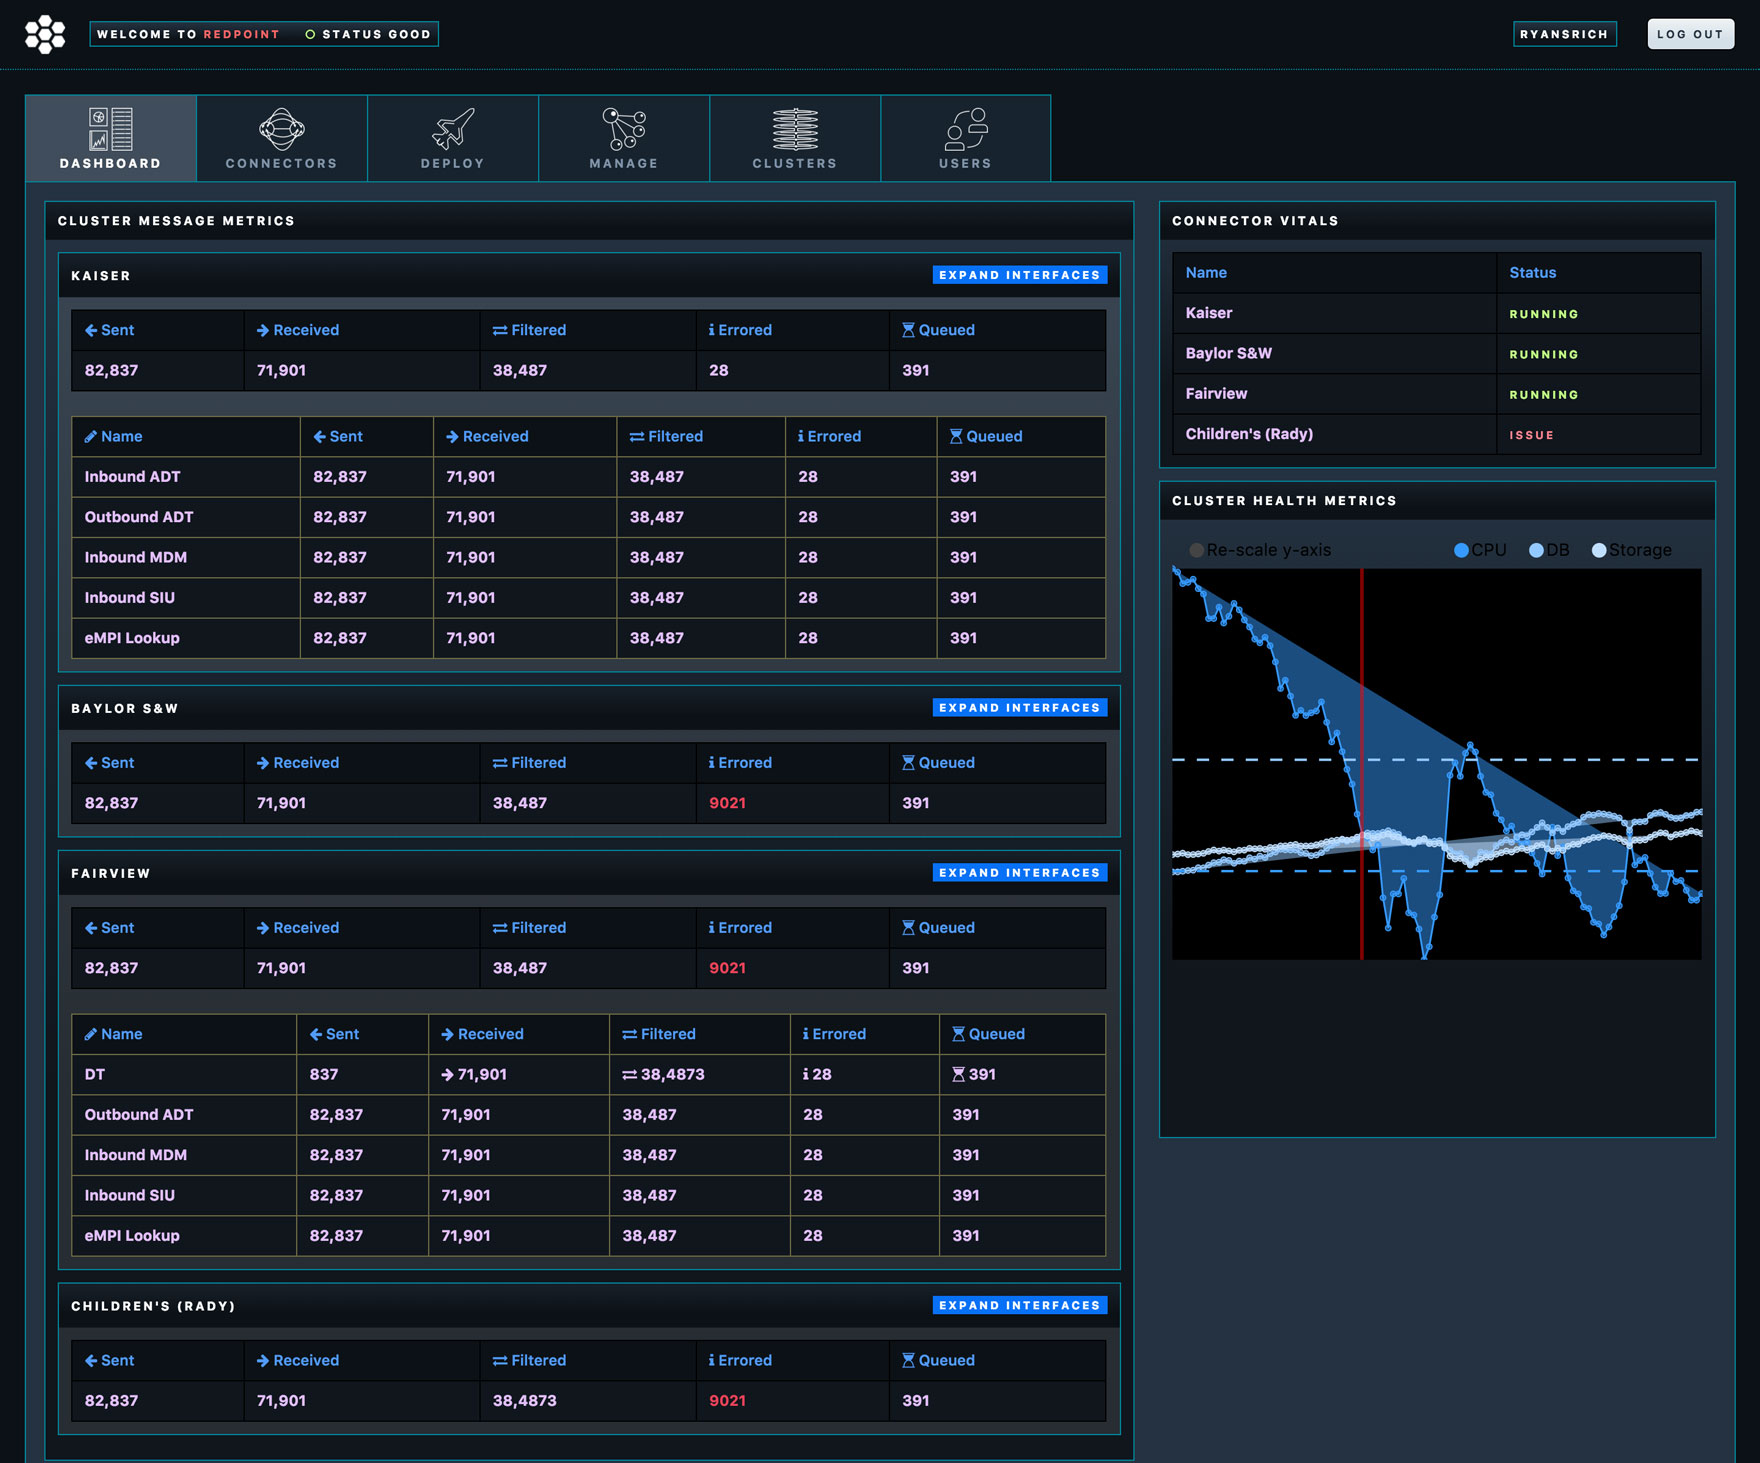 WELCOME TO REDPOINT STATUS GOOD
RYANSRICH
LOG OUT
DASHBOARD
CONNECTORS
DEPLOY
MANAGE
CLUSTERS
USERS
CLUSTER MESSAGE METRICS
KAISER
EXPAND INTERFACES
Sent Received Filtered Errored Queued
82,837 71,901 38,487 28 391
Name Sent Received Filtered Errored Queued
Inbound ADT 82,837 71,901 38,487 28 391
Outbound ADT 82,837 71,901 38,487 28 391
Inbound MDM 82,837 71,901 38,487 28 391
Inbound SIU 82,837 71,901 38,487 28 391
eMPI Lookup 82,837 71,901 38,487 28 391
BAYLOR S&W
EXPAND INTERFACES
Sent Received Filtered Errored Queued
82,837 71,901 38,487 9021 391
FAIRVIEW
EXPAND INTERFACES
Sent Received Filtered Errored Queued
82,837 71,901 38,487 9021 391
Name Sent Received Filtered Errored Queued
DT 837 71,901 38,4873 28 391
Outbound ADT 82,837 71,901 38,487 28 391
Inbound MDM 82,837 71,901 38,487 28 391
Inbound SIU 82,837 71,901 38,487 28 391
eMPI Lookup 82,837 71,901 38,487 28 391
CHILDREN'S (RADY)
EXPAND INTERFACES
Sent Received Filtered Errored Queued
82,837 71,901 38,4873 9021 391
CONNECTOR VITALS
Name Status
Kaiser RUNNING
Baylor S&W RUNNING
Fairview RUNNING
Children's (Rady) ISSUE
CLUSTER HEALTH METRICS
Re-scale y-axis CPU DB Storage